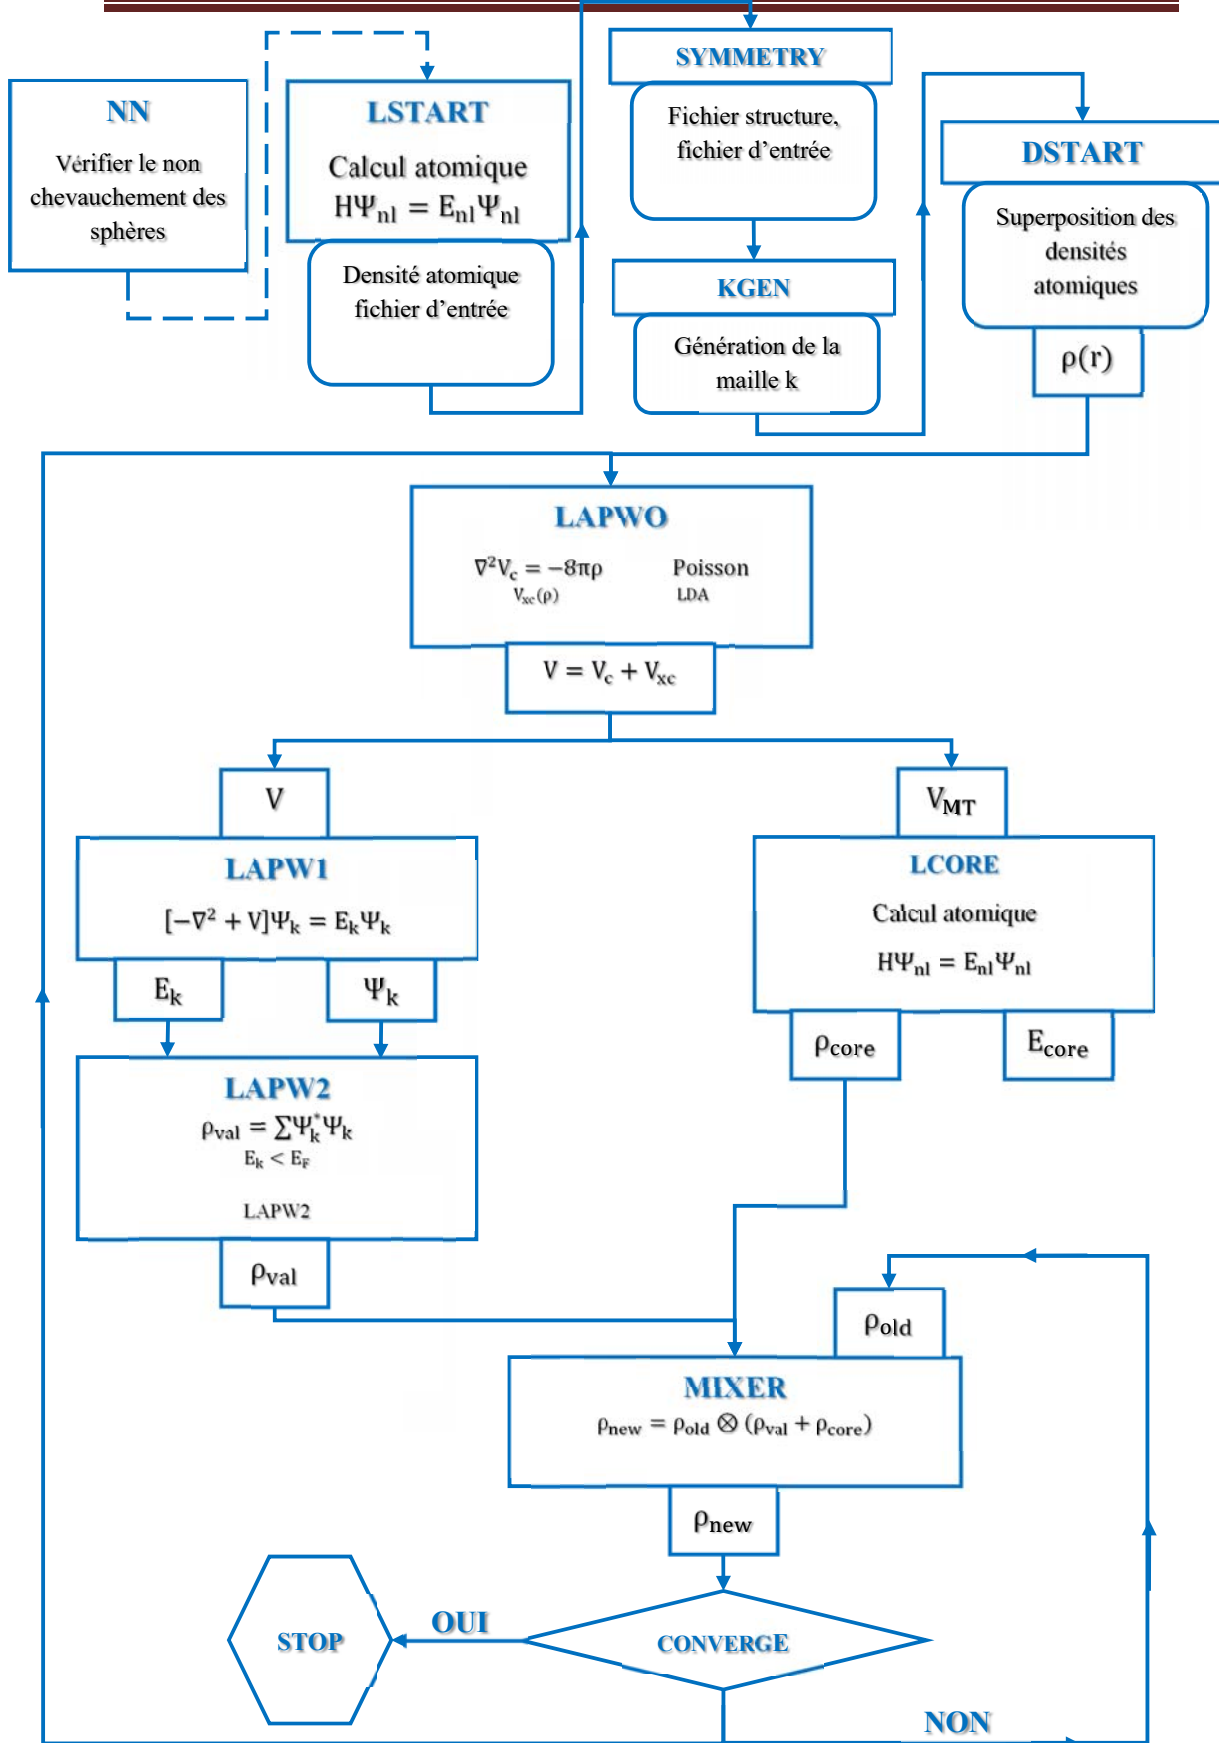 NN
Vérifier le non
chevauchement des
sphères
LSTART
Calcul atomique
HΨnl = EnlΨnl
Densité atomique
fichier d’entrée
SYMMETRY
Fichier structure,
fichier d’entrée
KGEN
Génération de la
maille k
DSTART
Superposition des
densités
atomiques
ρ(r)
LAPWO
∇²Vc = −8πρ Poisson
Vxc(ρ) LDA
V = Vc + Vxc
V
LAPW1
[−∇² + V]Ψk = EkΨk
Ek Ψk
LAPW2
ρval = ∑Ψk*Ψk
Ek < EF
LAPW2
ρval
VMT
LCORE
Calcul atomique
HΨnl = EnlΨnl
ρcore Ecore
ρold
MIXER
ρnew = ρold ⊗ (ρval + ρcore)
ρnew
CONVERGE
OUI
STOP
NON